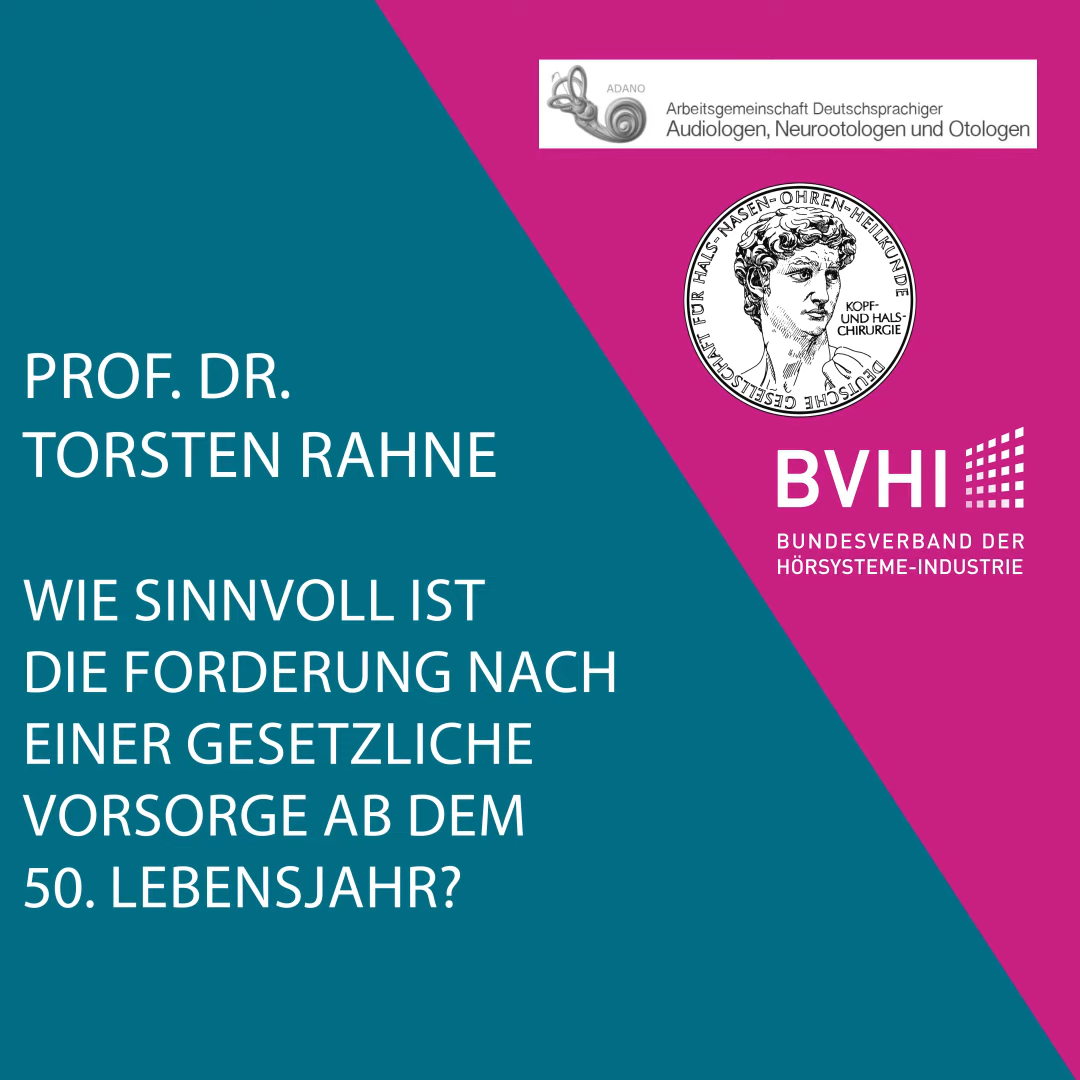 ADANO
Arbeitsgemeinschaft Deutschsprachiger
Audiologen, Neurootologen und Otologen
DEUTSCHE GESELLSCHAFT FÜR HALS-NASEN-OHREN-HEILKUNDE
KOPF-
UND HALS-
CHIRURGIE
BVHI
BUNDESVERBAND DER
HÖRSYSTEME-INDUSTRIE
PROF. DR.
TORSTEN RAHNE
WIE SINNVOLL IST
DIE FORDERUNG NACH
EINER GESETZLICHE
VORSORGE AB DEM
50. LEBENSJAHR?